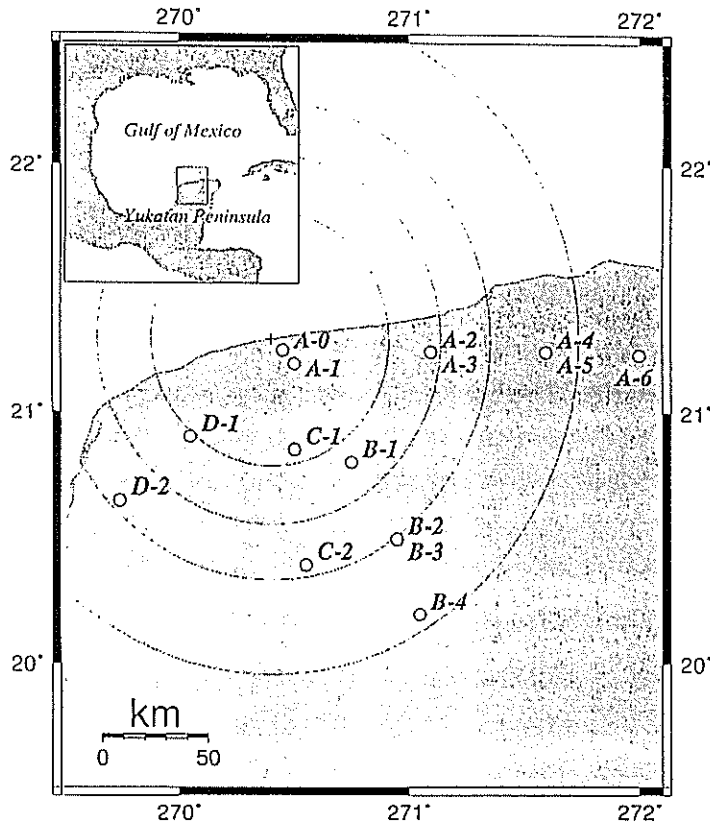 270° 271° 272°
Gulf of Mexico
Yukatan Peninsula
22° 22°
A-0
A-1
A-2
A-3
A-4
A-5
A-6
21° 21°
D-1
C-1
B-1
D-2
B-2
B-3
C-2
B-4
20° 20°
km
0 50
270° 271° 272°